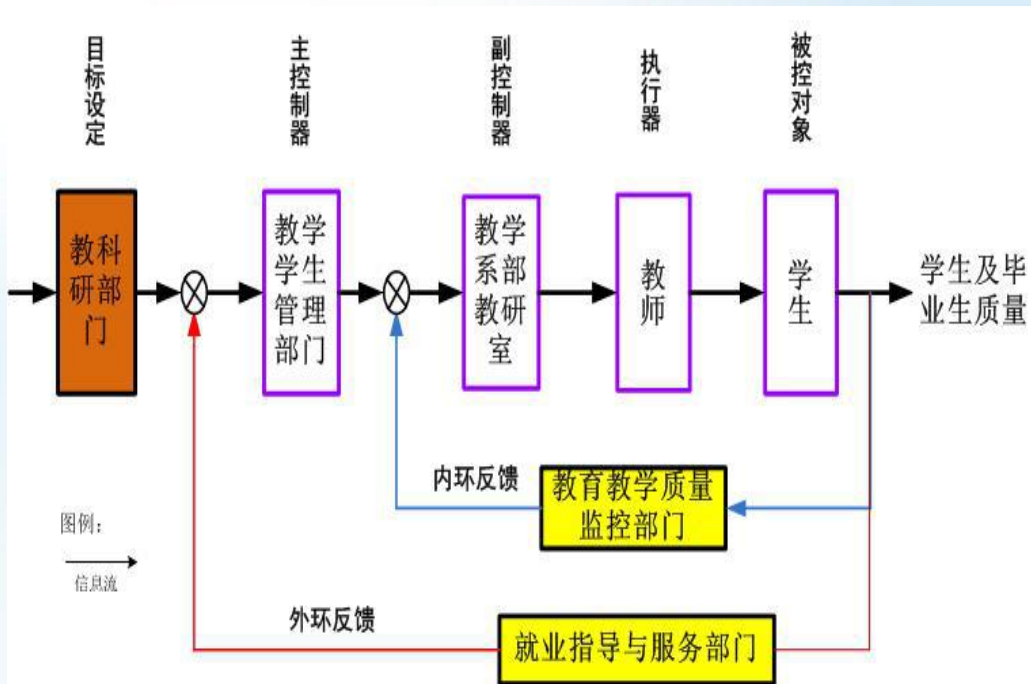 目标设定
主控制器
副控制器
执行器
被控对象
教科
研部
门
教学
学生
管理
部门
教学
系部
教研
室
教
师
学
生
学生及毕
业生质量
内环反馈
教育教学质量
监控部门
图例：
信息流
外环反馈
就业指导与服务部门